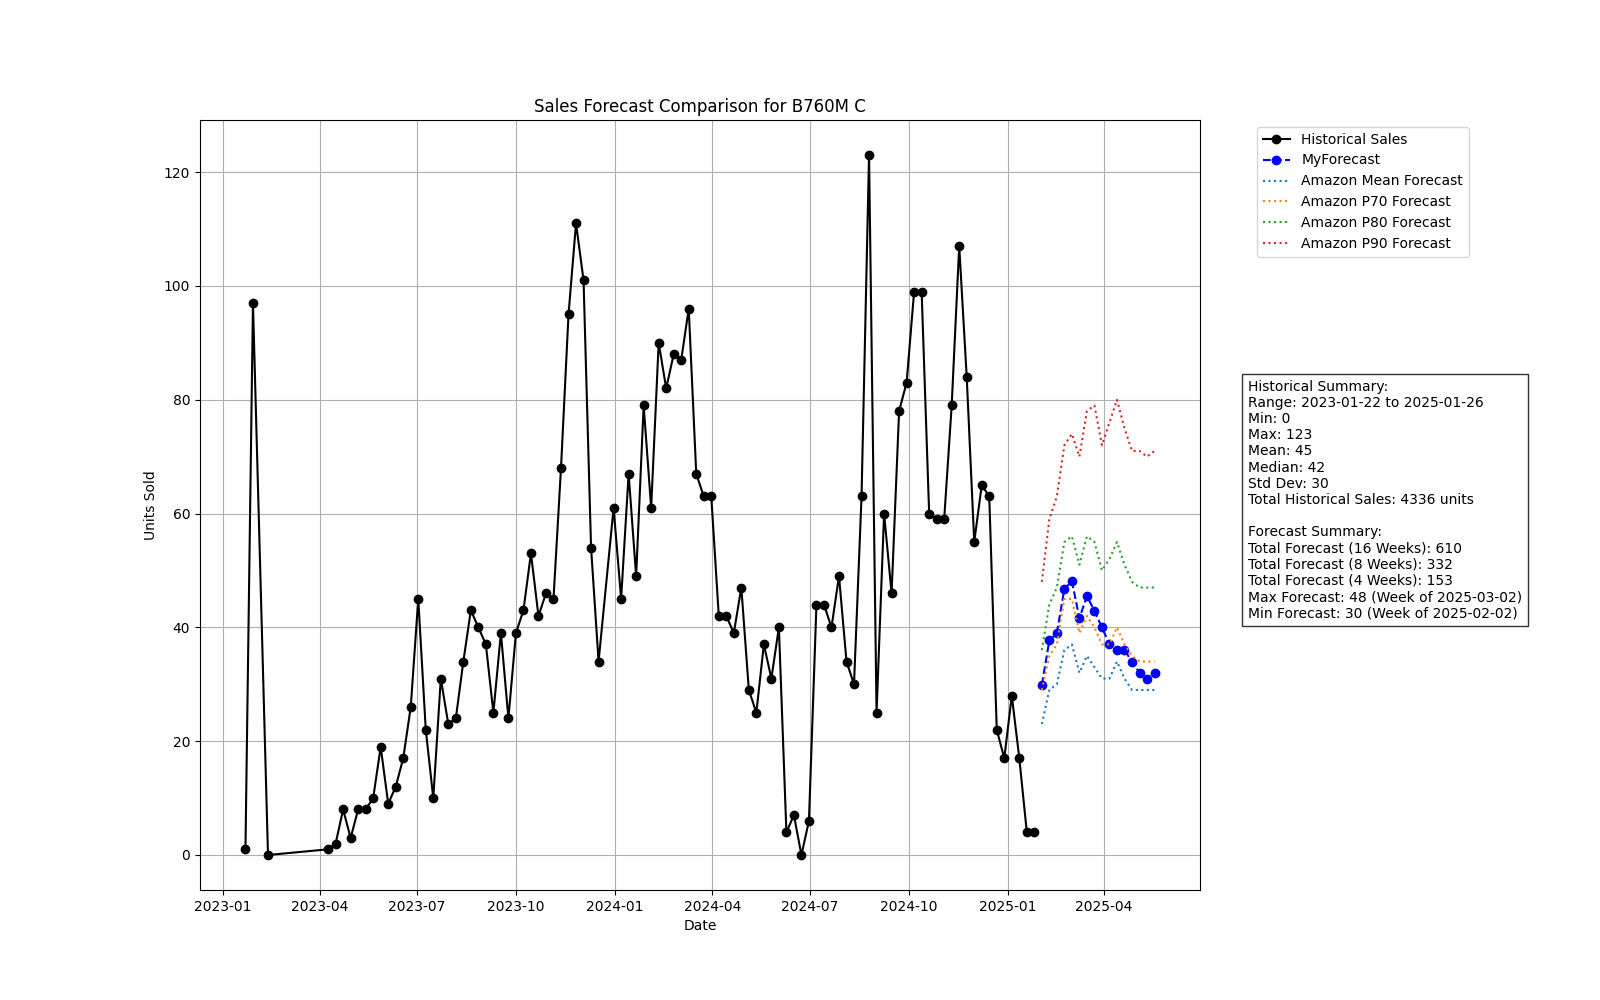 Sales Forecast Comparison for B760M C
Historical Sales
MyForecast
Amazon Mean Forecast
Amazon P70 Forecast
Amazon P80 Forecast
Amazon P90 Forecast
120
100
80
60
40
20
0
Units Sold
2023-01
2023-04
2023-07
2023-10
2024-01
2024-04
2024-07
2024-10
2025-01
2025-04
Date
Historical Summary:
Range: 2023-01-22 to 2025-01-26
Min: 0
Max: 123
Mean: 45
Median: 42
Std Dev: 30
Total Historical Sales: 4336 units
Forecast Summary:
Total Forecast (16 Weeks): 610
Total Forecast (8 Weeks): 332
Total Forecast (4 Weeks): 153
Max Forecast: 48 (Week of 2025-03-02)
Min Forecast: 30 (Week of 2025-02-02)